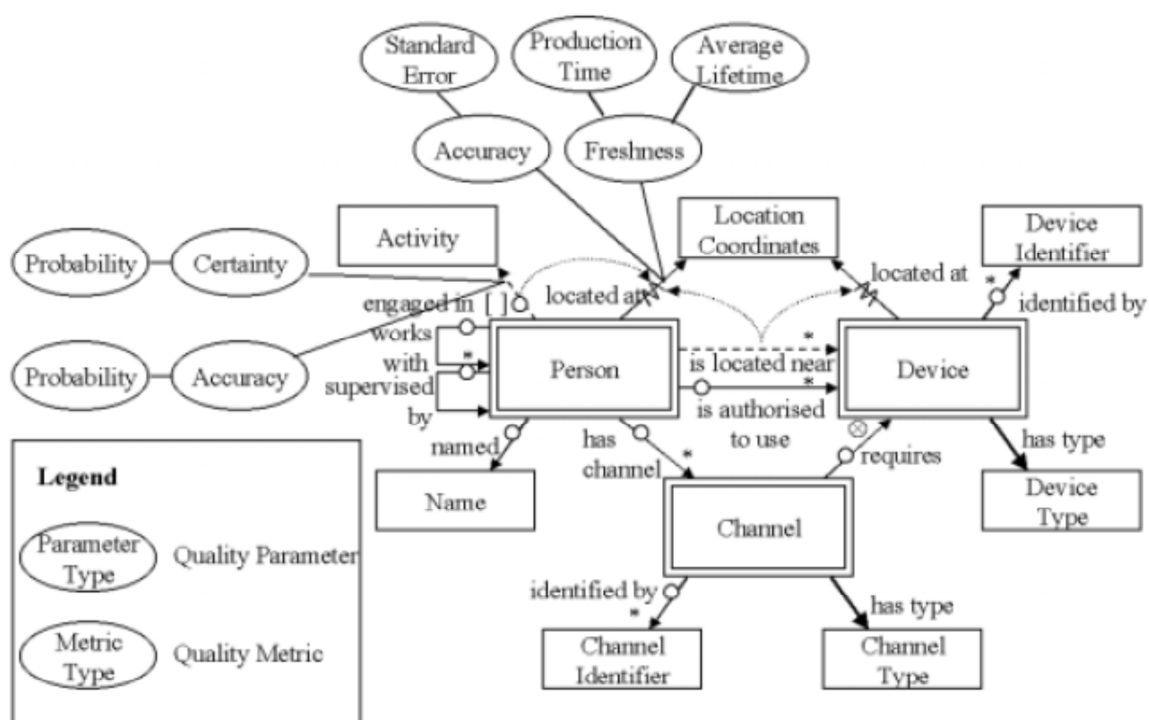 Standard
Error
Production
Time
Average
Lifetime
Accuracy
Freshness
Activity
Location
Coordinates
Device
Identifier
Probability
Certainty
located at
located at
*
engaged in [ ]
identified by
works
with
*
supervised
by
Probability
Accuracy
Person
*
is located near
*
is authorised
to use
Device
named
has
channel
*
⊗
requires
has type
Name
Channel
Device
Type
identified by
*
has type
Channel
Identifier
Channel
Type
Legend
Parameter
Type
Quality Parameter
Metric
Type
Quality Metric